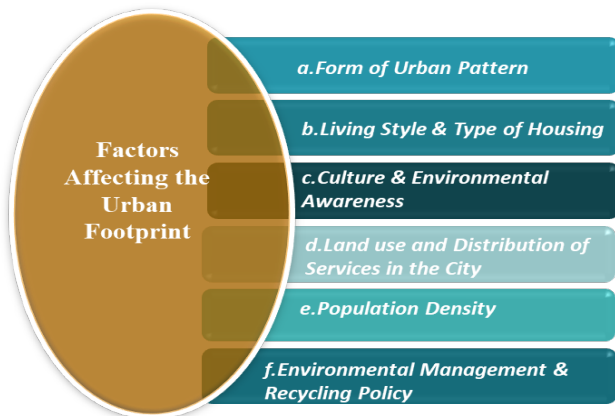 Factors
Affecting the
Urban
Footprint
a.Form of Urban Pattern
b.Living Style & Type of Housing
c.Culture & Environmental
Awareness
d.Land use and Distribution of
Services in the City
e.Population Density
f.Environmental Management &
Recycling Policy